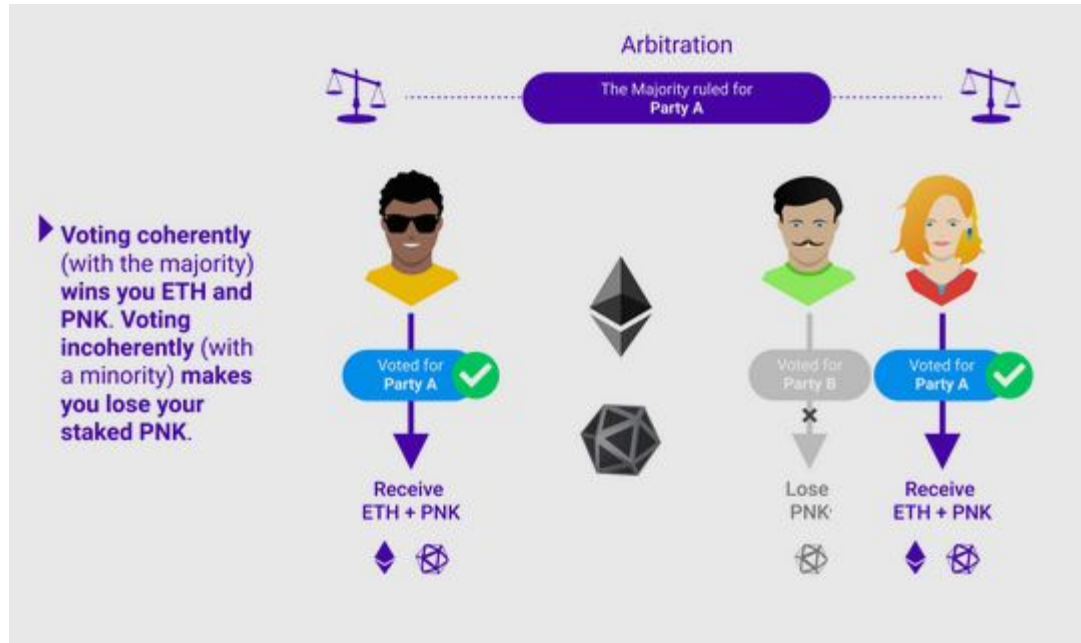 Arbitration
The Majority ruled for
Party A
Voting coherently
(with the majority)
wins you ETH and
PNK. Voting
incoherently (with
a minority) makes
you lose your
staked PNK.
Voted for
Party A
Receive
ETH + PNK
Voted for
Party B
Lose
PNK
Voted for
Party A
Receive
ETH + PNK